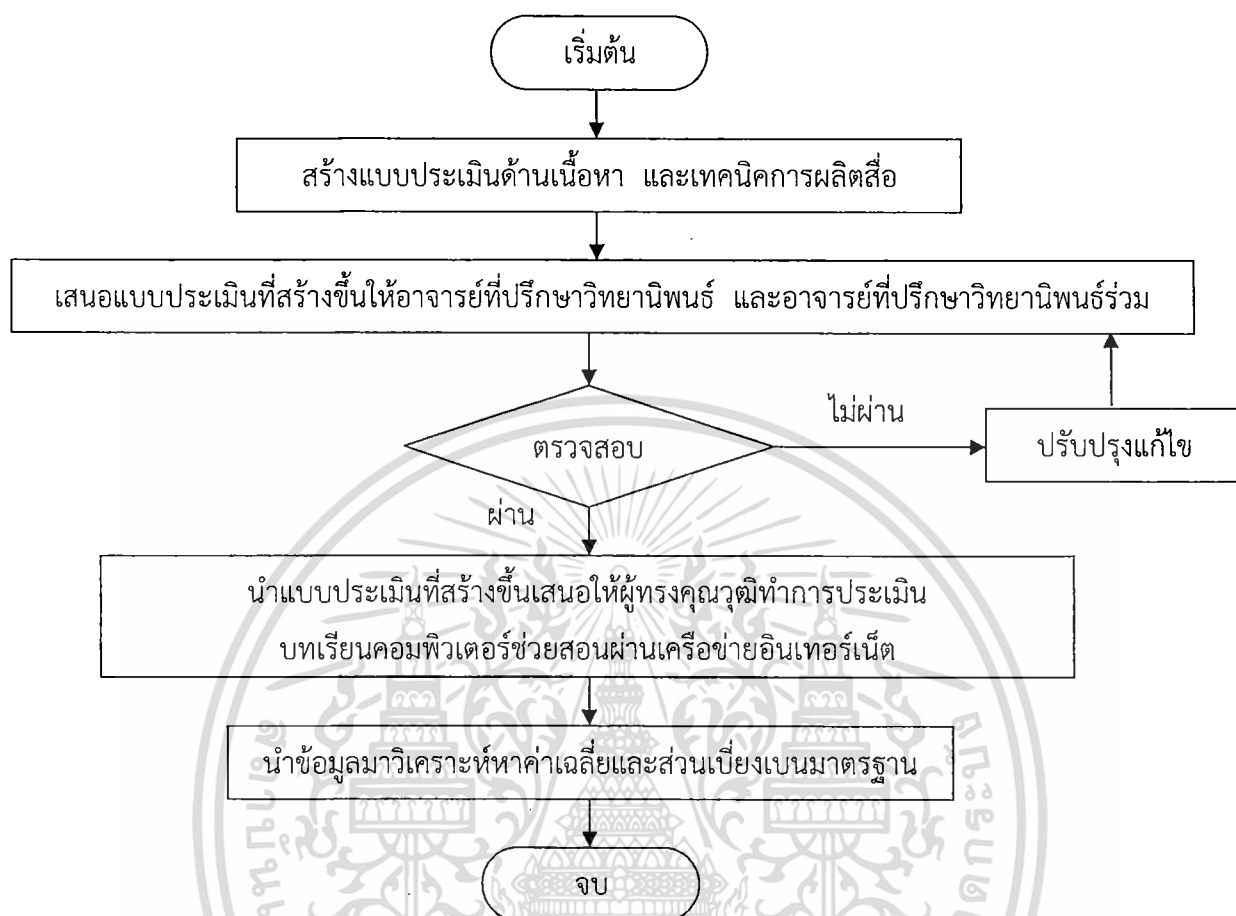 เริ่มต้น
สร้างแบบประเมินด้านเนื้อหา และเทคนิคการผลิตสื่อ
เสนอแบบประเมินที่สร้างขึ้นให้อาจารย์ที่ปรึกษาวิทยานิพนธ์ และอาจารย์ที่ปรึกษาวิทยานิพนธ์ร่วม
ตรวจสอบ
ไม่ผ่าน
ปรับปรุงแก้ไข
ผ่าน
นำแบบประเมินที่สร้างขึ้นเสนอให้ผู้ทรงคุณวุฒิทำการประเมิน
บทเรียนคอมพิวเตอร์ช่วยสอนผ่านเครือข่ายอินเทอร์เน็ต
นำข้อมูลมาวิเคราะห์หาค่าเฉลี่ยและส่วนเบี่ยงเบนมาตรฐาน
จบ